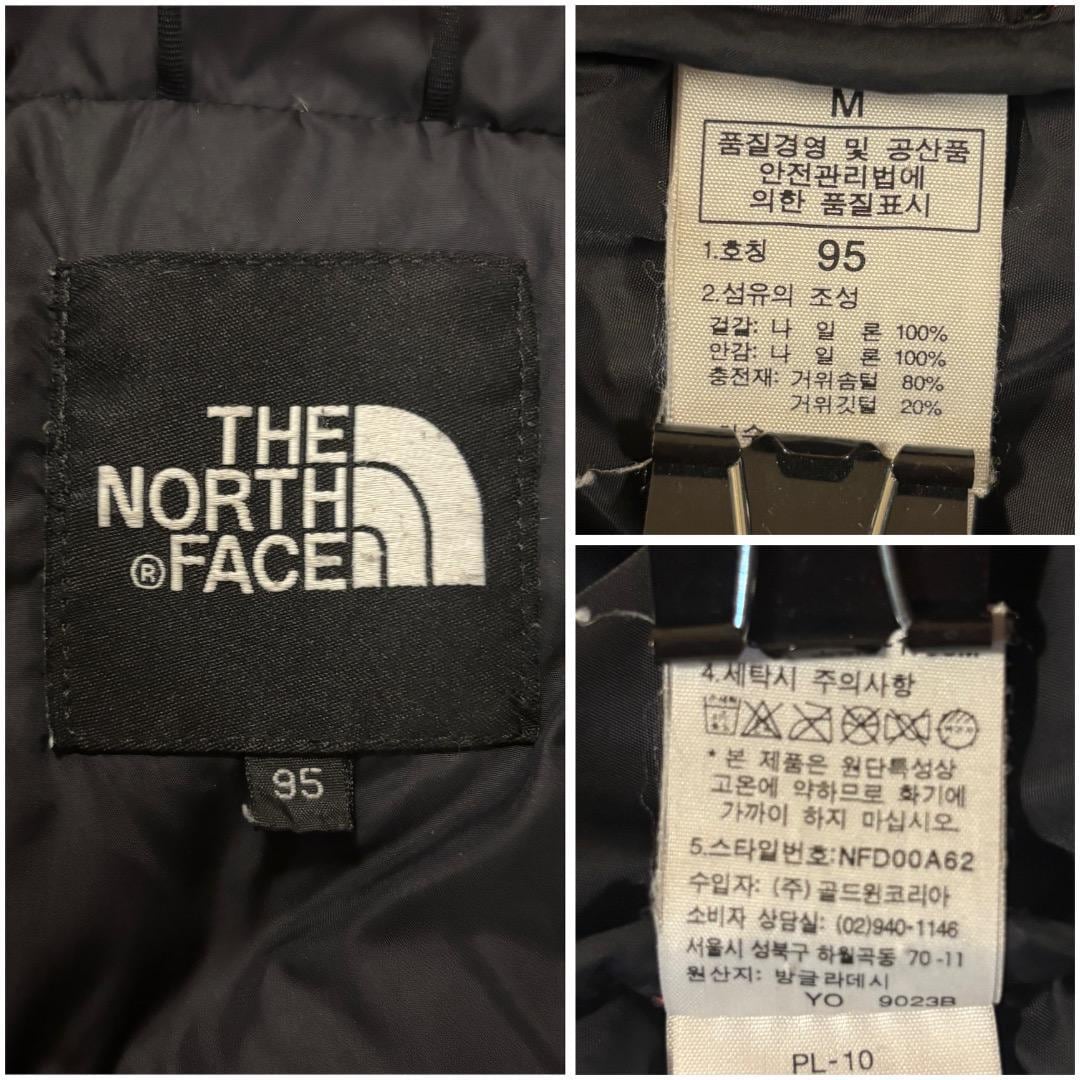 THE
NORTH
®FACE
95
M
품질경영 및 공산품
안전관리법에
의한 품질표시
1.호칭 95
2.섬유의 조성
겉감: 나 일 론 100%
안감: 나 일 론 100%
충전재: 거위솜털 80%
거위깃털 20%
4.세탁시 주의사항
* 본 제품은 원단특성상
고온에 약하므로 화기에
가까이 하지 마십시오.
5.스타일번호:NFD00A62
수입자: (주) 골드윈코리아
소비자 상담실: (02)940-1146
서울시 성북구 하월곡동 70-11
원산지: 방글라데시
YO 9023B
PL-10